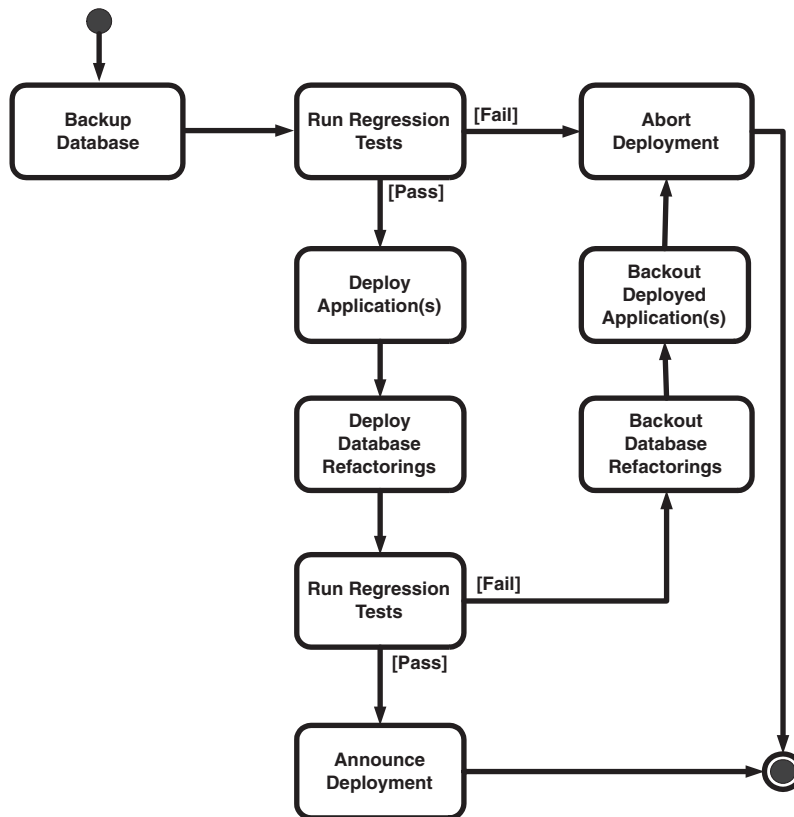 Backup
Database
Run Regression
Tests
[Fail]
Abort
Deployment
[Pass]
Deploy
Application(s)
Backout
Deployed
Application(s)
Deploy
Database
Refactorings
Backout
Database
Refactorings
Run Regression
Tests
[Fail]
[Pass]
Announce
Deployment